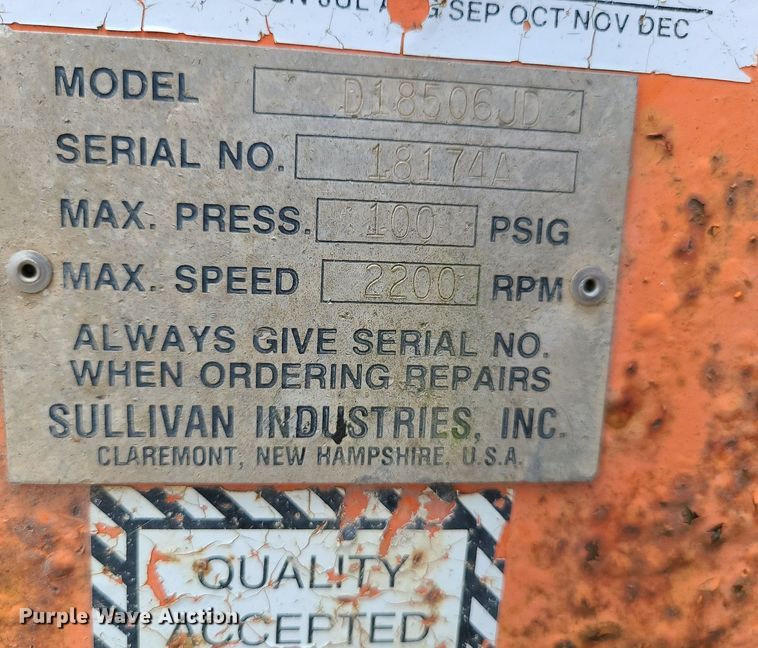 JUL SEP OCT NOV DEC
MODEL D18506JD
SERIAL NO. 18174A
MAX. PRESS. 100 PSIG
MAX. SPEED 2200 RPM
ALWAYS GIVE SERIAL NO.
WHEN ORDERING REPAIRS
SULLIVAN INDUSTRIES, INC.
CLAREMONT, NEW HAMPSHIRE, U.S.A.
QUALITY
ACCEPTED
Purple Wave Auction